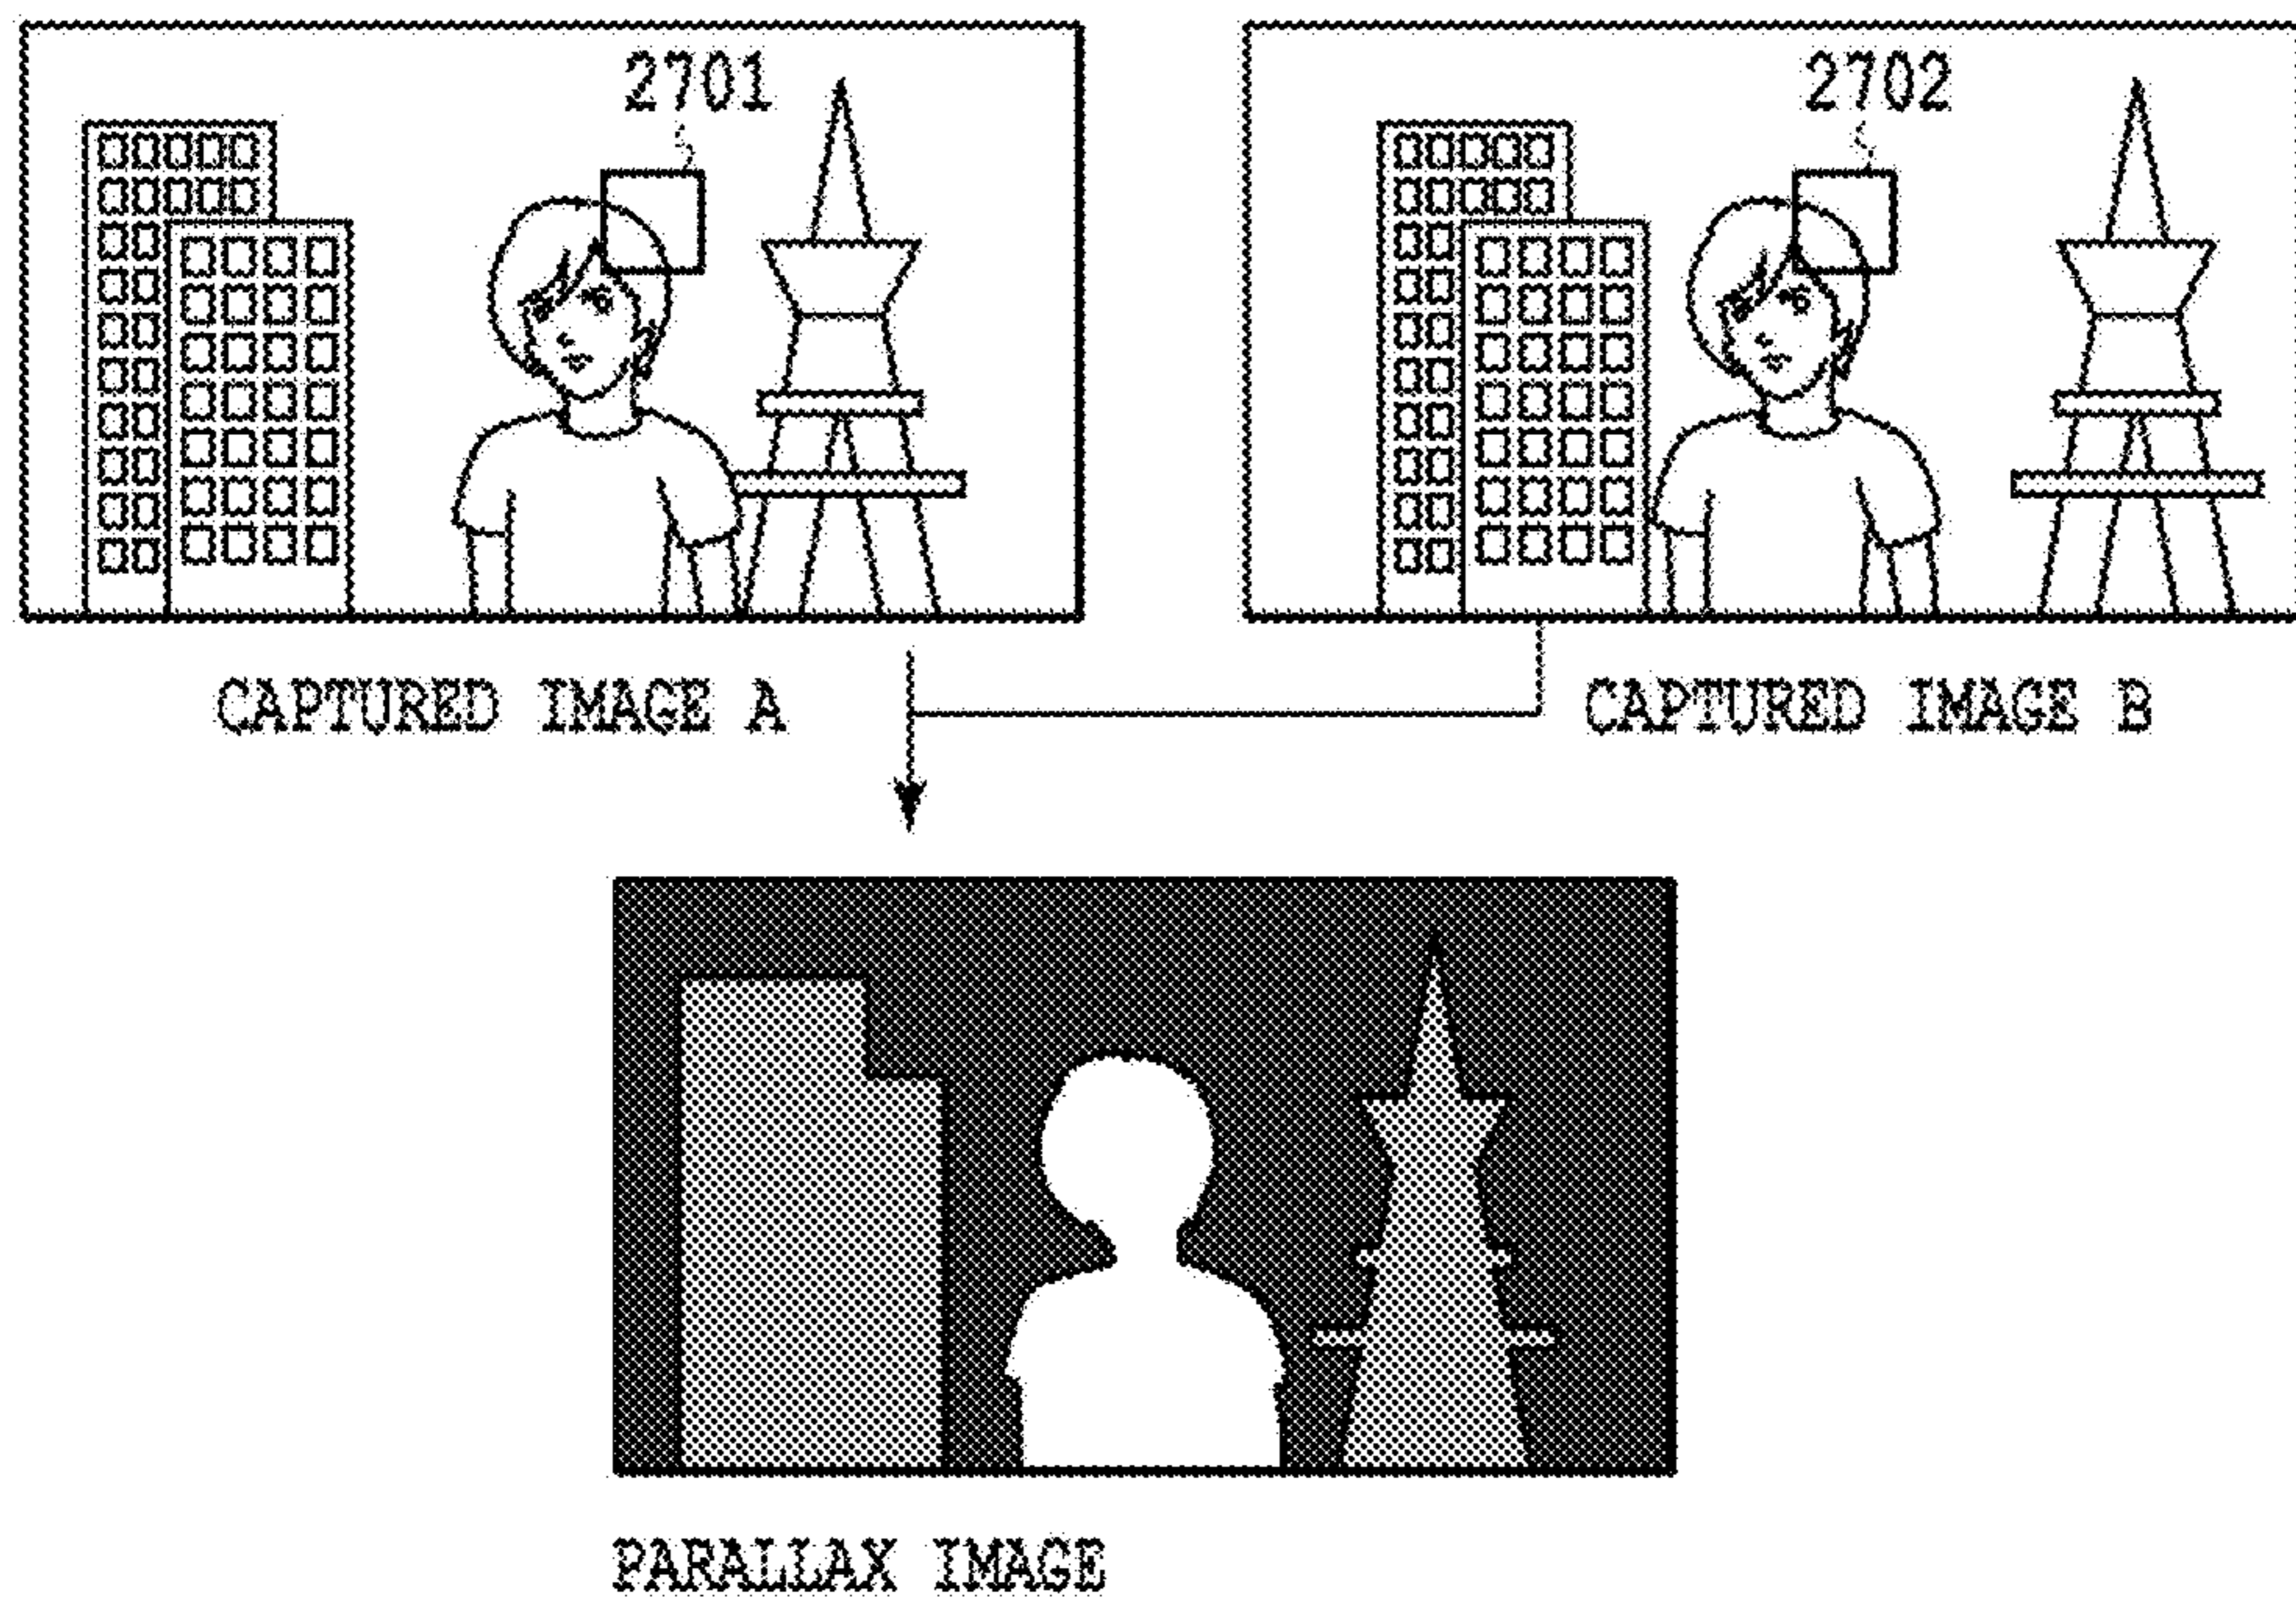 2701
2702
CAPTURED IMAGE A
CAPTURED IMAGE B
PARALLAX IMAGE